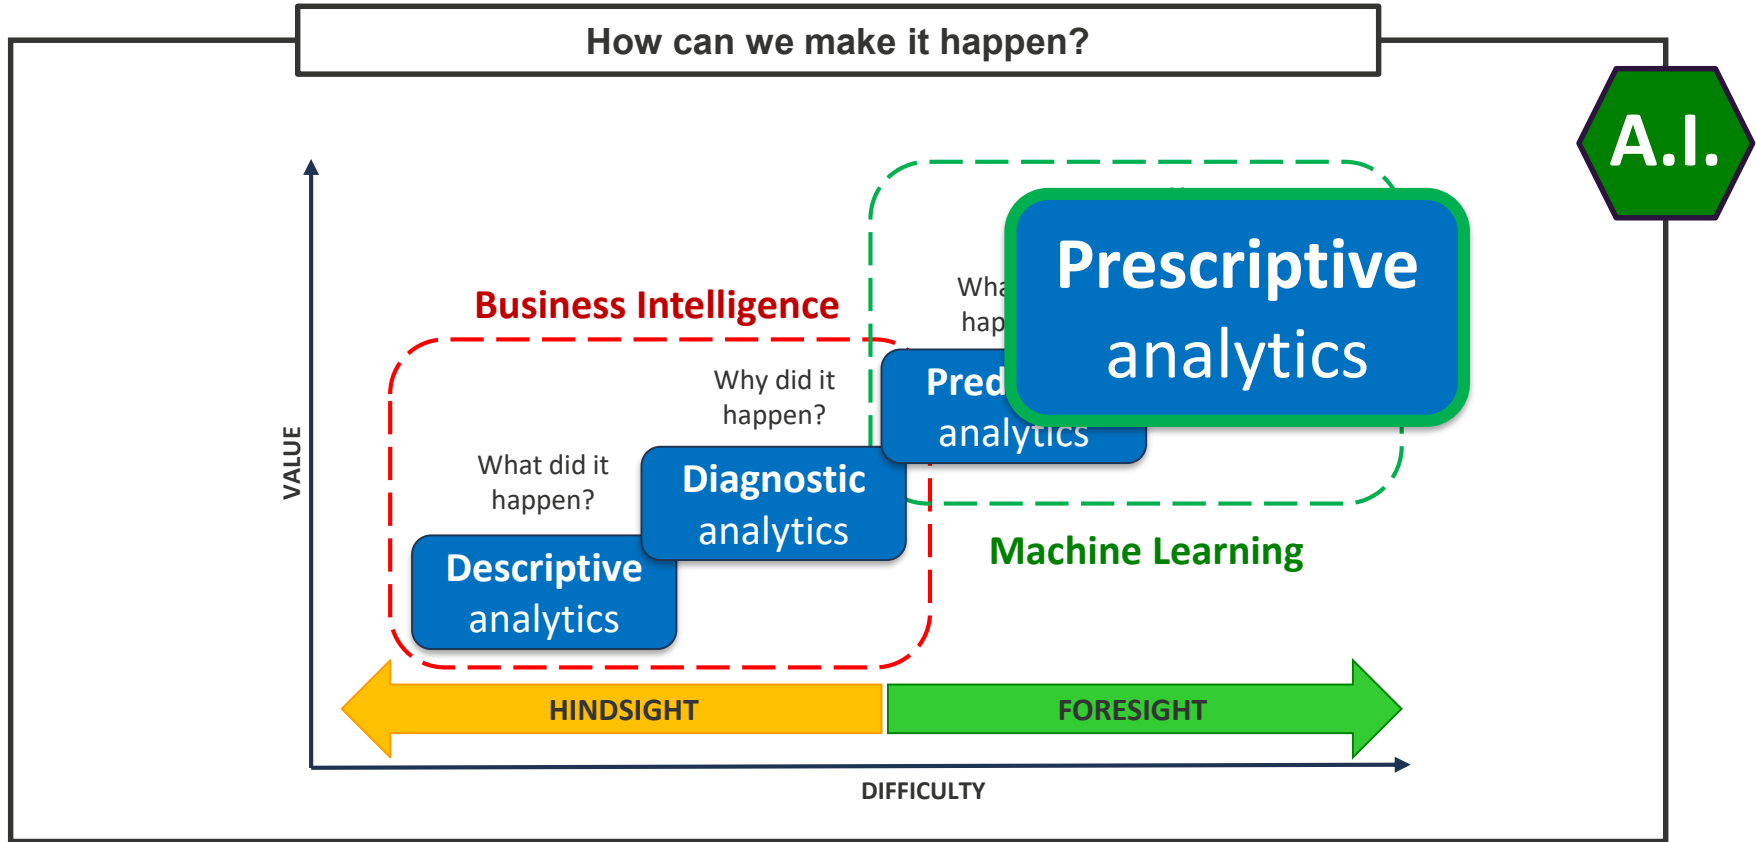 How can we make it happen?
A.I.
Prescriptive
analytics
Business Intelligence
Why did it
happen?
analytics
What did it
happen?
Diagnostic
analytics
Machine Learning
Descriptive
analytics
VALUE
HINDSIGHT
FORESIGHT
DIFFICULTY